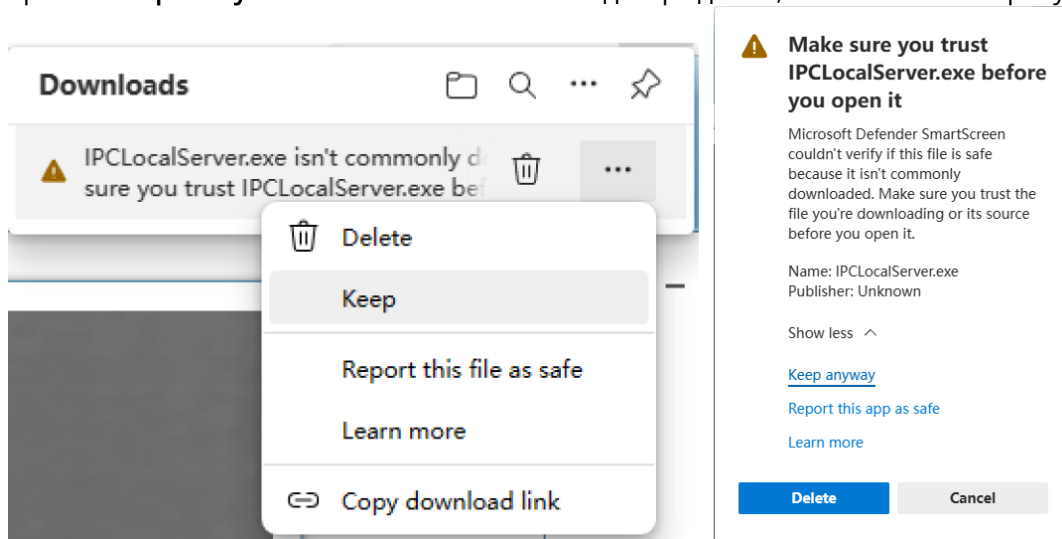 Downloads
IPCLocalServer.exe isn't commonly d
sure you trust IPCLocalServer.exe bef
Delete
Keep
Report this file as safe
Learn more
Copy download link
Make sure you trust
IPCLocalServer.exe before
you open it
Microsoft Defender SmartScreen
couldn't verify if this file is safe
because it isn't commonly
downloaded. Make sure you trust the
file you're downloading or its source
before you open it.
Name: IPCLocalServer.exe
Publisher: Unknown
Show less
Keep anyway
Report this app as safe
Learn more
Delete
Cancel